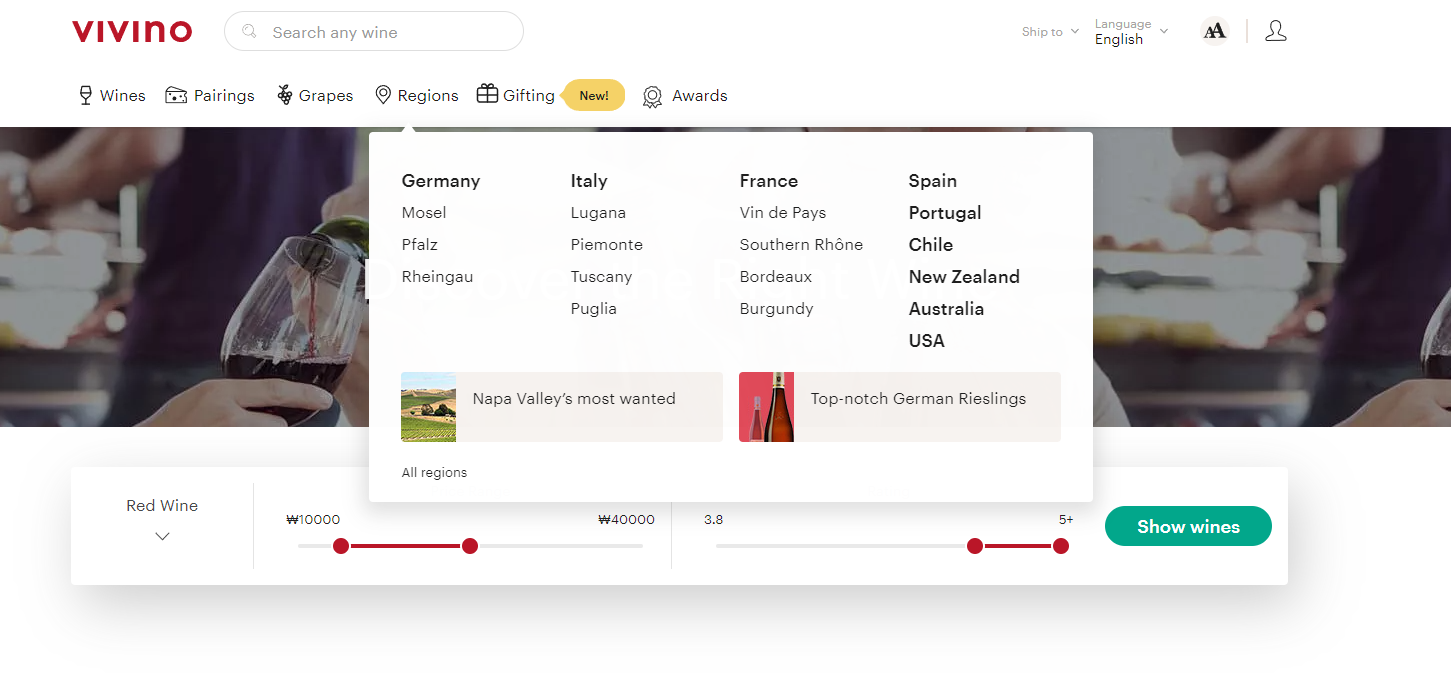 VIVINO
Search any wine
Ship to
Language
English
AA
Wines
Pairings
Grapes
Regions
Gifting
New!
Awards
Germany
Mosel
Pfalz
Rheingau
Italy
Lugana
Piemonte
Tuscany
Puglia
France
Vin de Pays
Southern Rhône
Bordeaux
Burgundy
Spain
Portugal
Chile
New Zealand
Australia
USA
Napa Valley’s most wanted
Top-notch German Rieslings
All regions
Red Wine
₩10000
₩40000
3.8
5+
Show wines